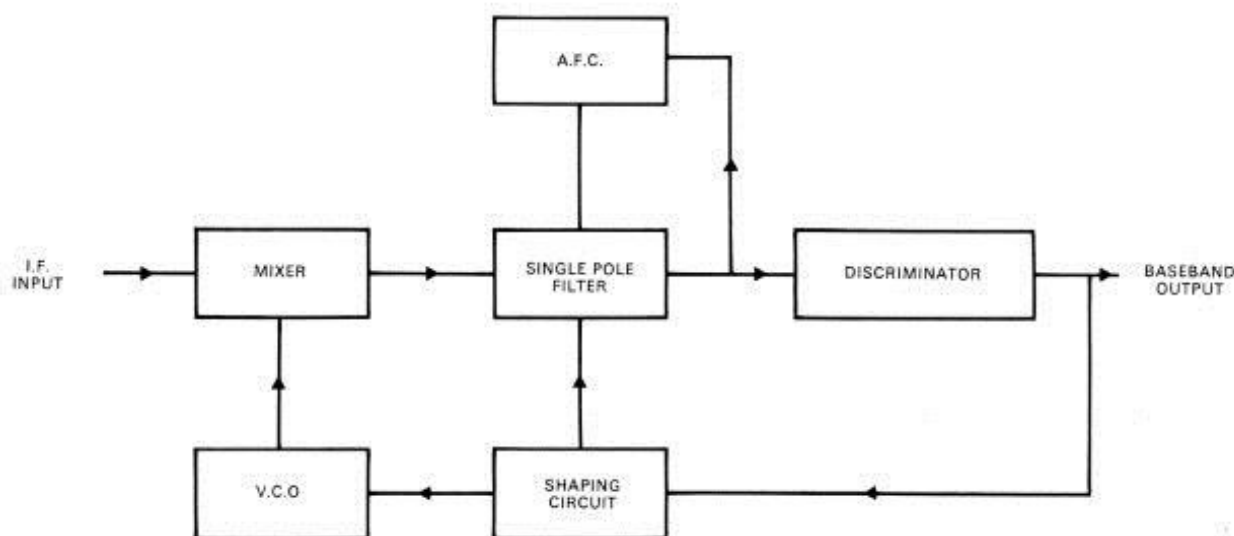 A.F.C.
I.F.
INPUT
MIXER
SINGLE POLE
FILTER
DISCRIMINATOR
BASEBAND
OUTPUT
V.C.O
SHAPING
CIRCUIT